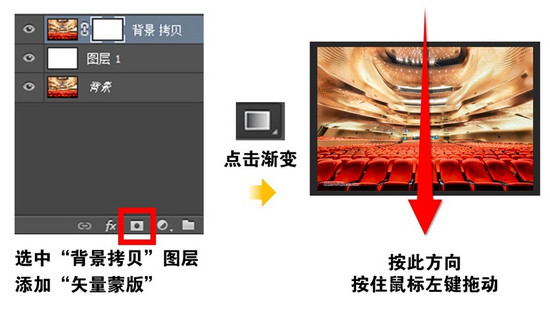 背景 拷贝
图层 1
背景
fx
点击渐变
选中“背景拷贝”图层
添加“矢量蒙版”
按此方向
按住鼠标左键拖动